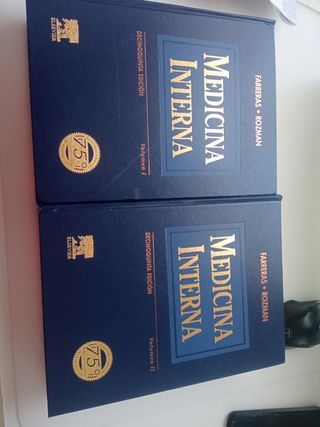 FARRERAS • ROZMAN
MEDICINA
INTERNA
DECIMOQUINTA EDICIÓN
Volumen I
75
ELSEVIER
FARRERAS • ROZMAN
MEDICINA
INTERNA
DECIMOQUINTA EDICIÓN
Volumen II
75
ELSEVIER